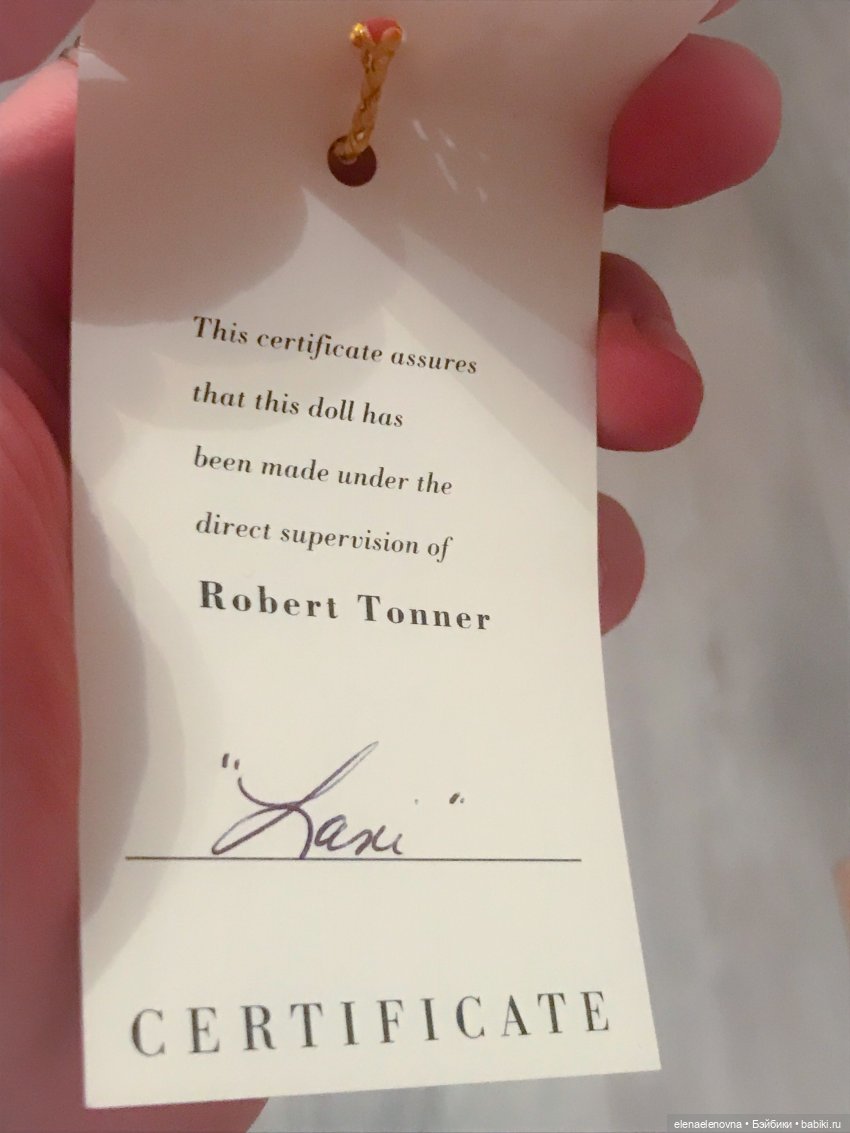 This certificate assures
that this doll has
been made under the
direct supervision of
Robert Tonner
CERTIFICATE
elenaelenovna • Бэйбики • babiki.ru